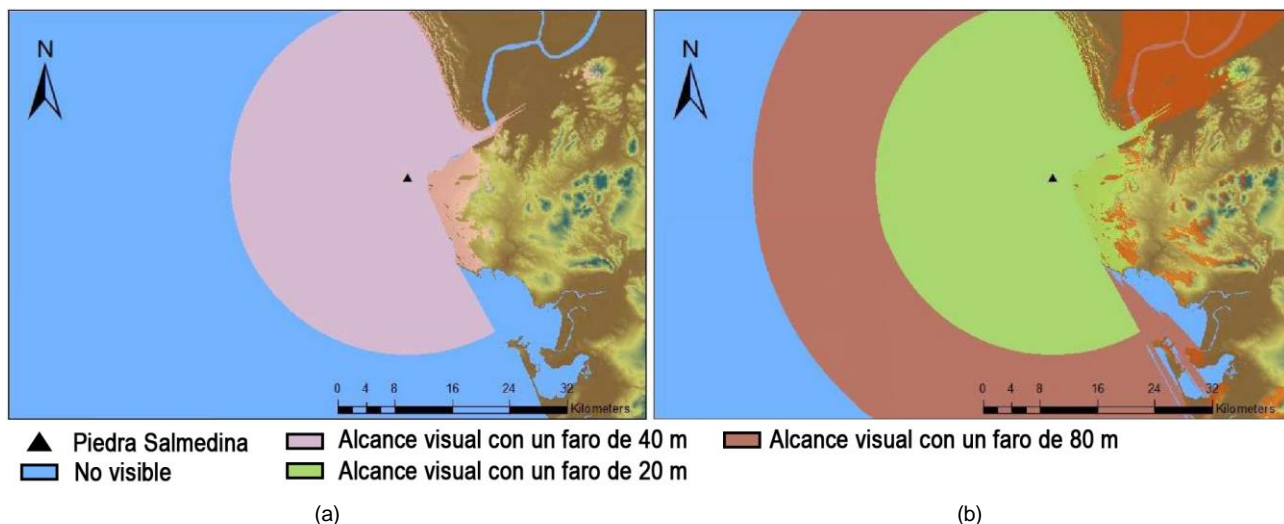 N
N
0 4 8 16 24 32
Kilometers
0 4 8 16 24 32
Kilometers
Piedra Salmedina
Alcance visual con un faro de 40 m
Alcance visual con un faro de 80 m
No visible
Alcance visual con un faro de 20 m
(a)
(b)